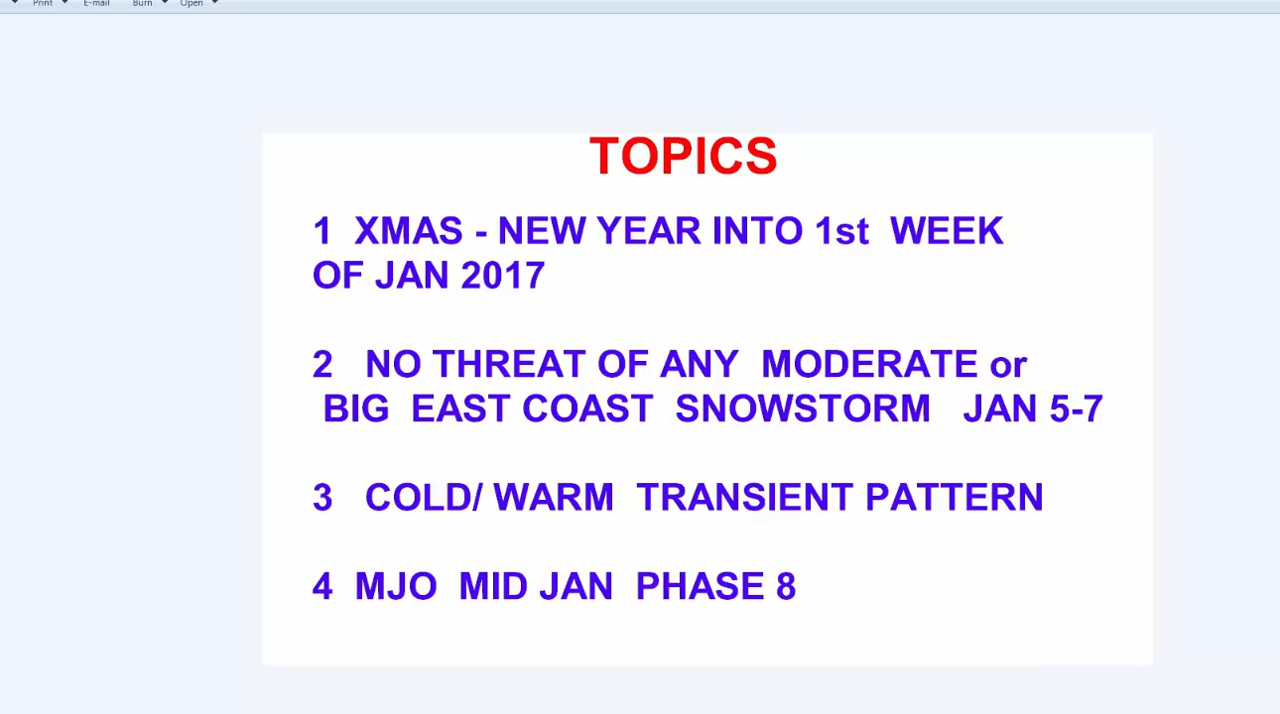 Print E-mail Burn Open
TOPICS
1 XMAS - NEW YEAR INTO 1st WEEK
OF JAN 2017
2 NO THREAT OF ANY MODERATE or
BIG EAST COAST SNOWSTORM JAN 5-7
3 COLD/ WARM TRANSIENT PATTERN
4 MJO MID JAN PHASE 8